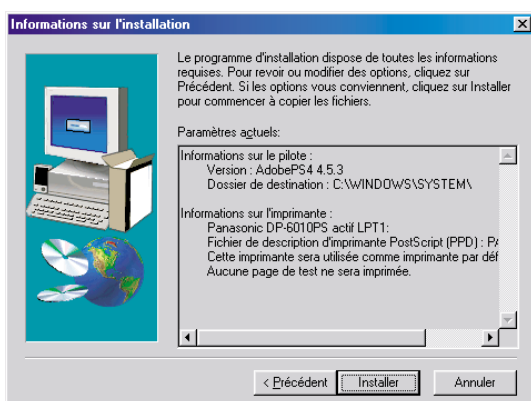 Informations sur l'installation
Le programme d'installation dispose de toutes les informations
requises. Pour revoir ou modifier des options, cliquez sur
Précédent. Si les options vous conviennent, cliquez sur Installer
pour commencer à copier les fichiers.
Paramètres actuels:
Informations sur le pilote :
Version : AdobePS4 4.5.3
Dossier de destination : C:\WINDOWS\SYSTEM\
Informations sur l'imprimante :
Panasonic DP-6010PS actif LPT1:
Fichier de description d'imprimante PostScript (PPD) : PA
Cette imprimante sera utilisée comme imprimante par déf
Aucune page de test ne sera imprimée.
< Précédent
Installer
Annuler